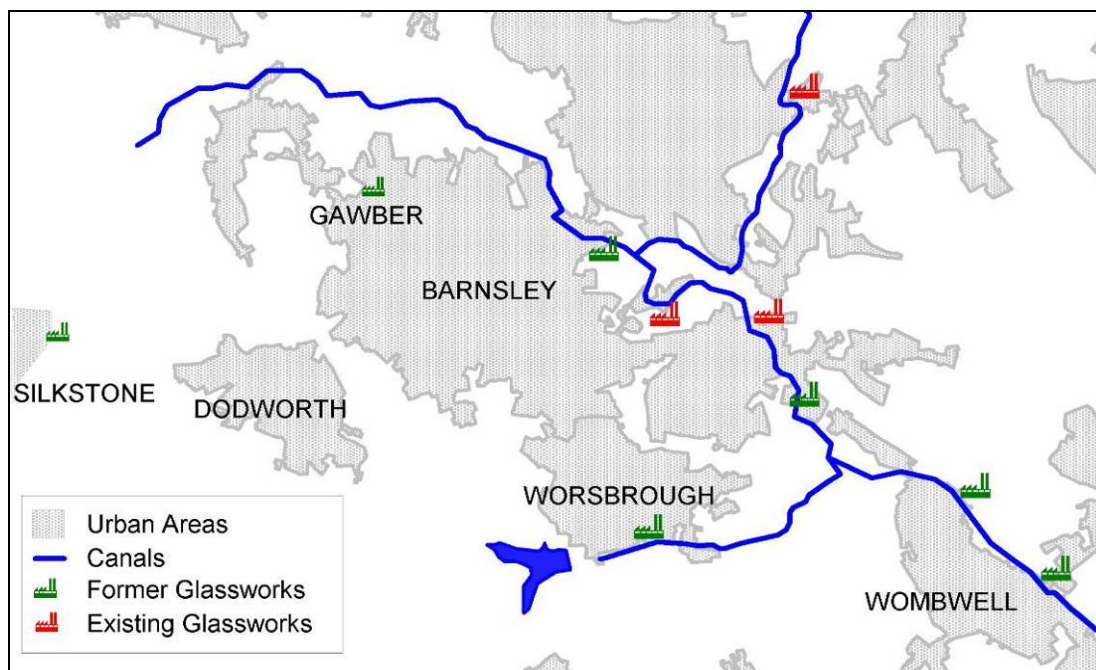 GAWBER
BARNSLEY
SILKSTONE
DODWORTH
WORSBROUGH
WOMBWELL
Urban Areas
Canals
Former Glassworks
Existing Glassworks